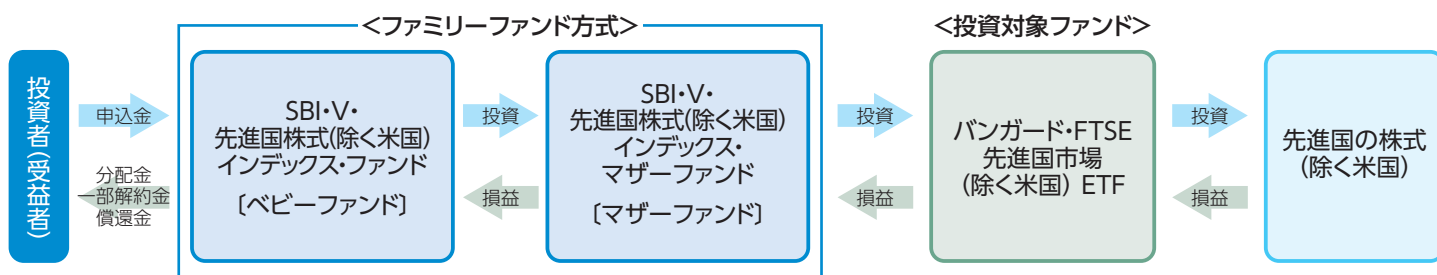 <ファミリーファンド方式>
<投資対象ファンド>
投資者(受益者)
申込金
分配金
一部解約金
償還金
SBI・V・
先進国株式(除く米国)
インデックス・ファンド
〔ベビーファンド〕
投資
損益
SBI・V・
先進国株式(除く米国)
インデックス・
マザーファンド
〔マザーファンド〕
投資
損益
バンガード・FTSE
先進国市場
(除く米国) ETF
投資
損益
先進国の株式
(除く米国)